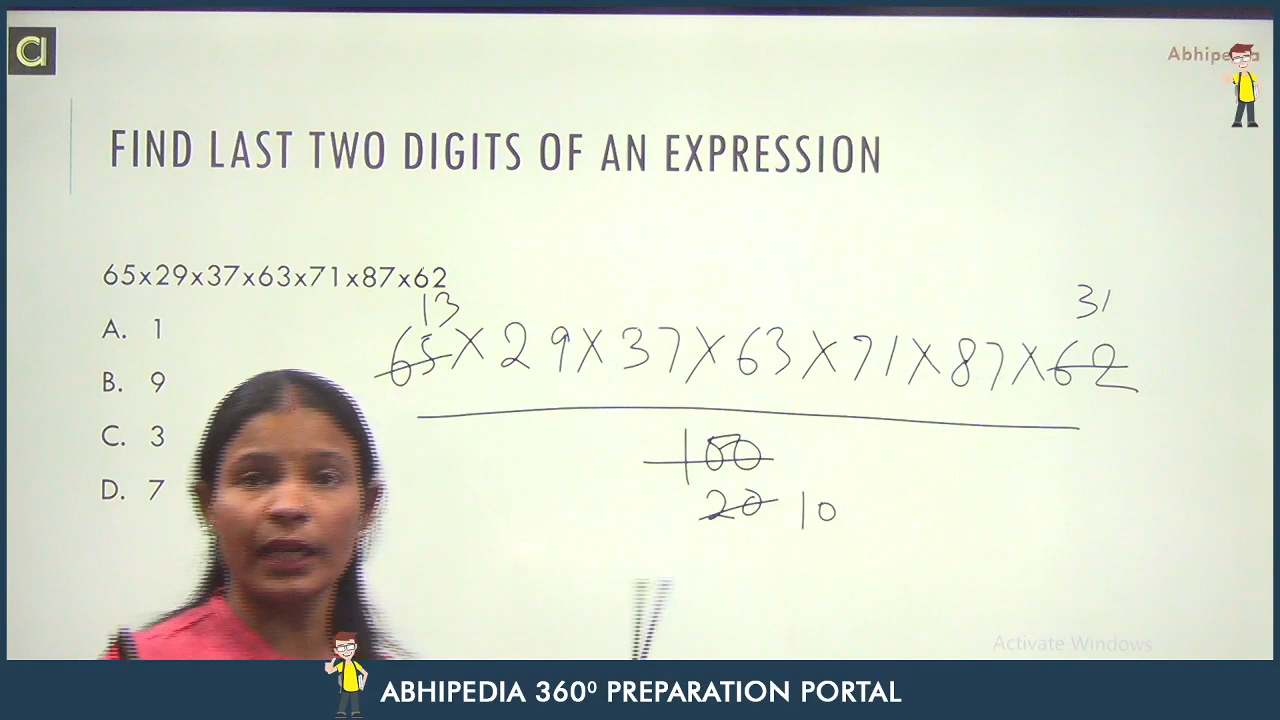 a
Abhipedia
FIND LAST TWO DIGITS OF AN EXPRESSION
65x29x37x63x71x87x62
A. 1
B. 9
C. 3
D. 7
13
31
65×29×37×63×71×87×62
100
20 10
Activate Windows
ABHIPEDIA 360⁰ PREPARATION PORTAL